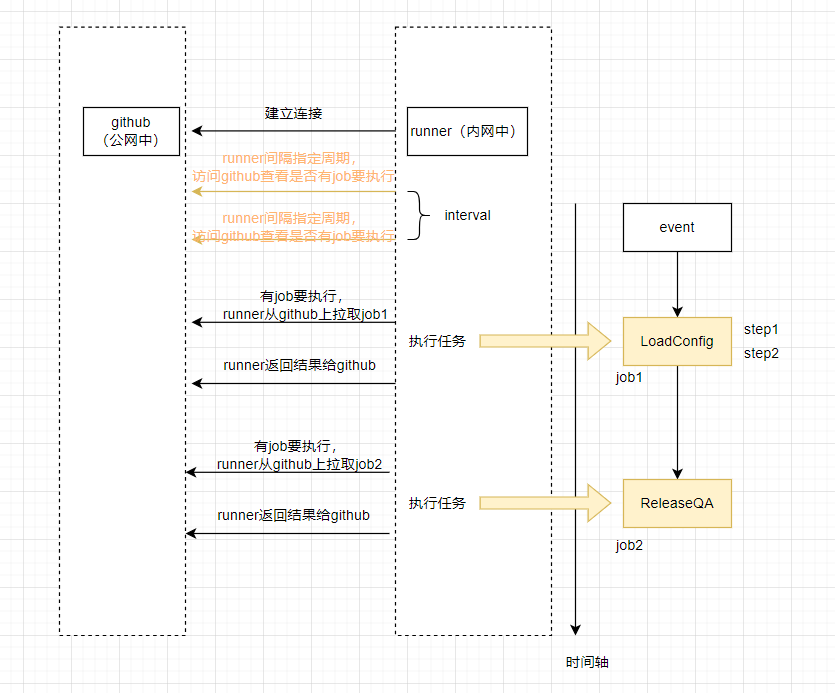 github
（公网中）
建立连接
runner（内网中）
runner间隔指定周期，
访问github查看是否有job要执行
runner间隔指定周期，
访问github查看是否有job要执行
interval
event
有job要执行，
runner从github上拉取job1
执行任务
LoadConfig
step1
step2
job1
runner返回结果给github
有job要执行，
runner从github上拉取job2
执行任务
ReleaseQA
job2
runner返回结果给github
时间轴